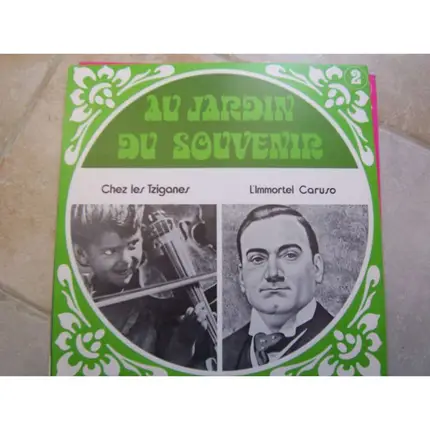 2
AU JARDIN
DU SOUVENIR
Chez les Tziganes
L'Immortel Caruso